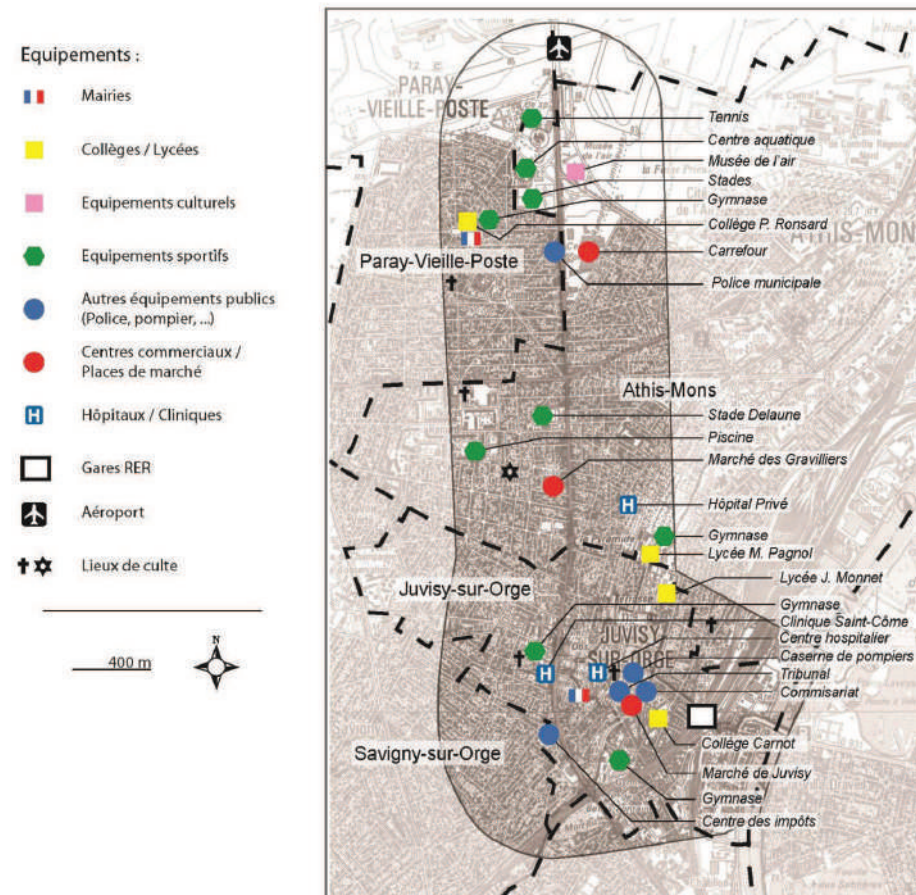 Equipements :
Mairies
Collèges / Lycées
Equipements culturels
Equipements sportifs
Autres équipements publics
(Police, pompier, ...)
Centres commerciaux /
Places de marché
H
Hôpitaux / Cliniques
Gares RER
Aéroport
Lieux de culte
400 m
N
PARAY-
-VIEILLE-POSTE
Tennis
Centre aquatique
Musée de l'air
Stades
Gymnase
Collège P. Ronsard
ATHIS-MON
Carrefour
Paray-Vieille-Poste
Police municipale
Athis-Mons
Stade Delaune
Piscine
Marché des Gravilliers
H
Hôpital Privé
Gymnase
Lycée M. Pagnol
Lycée J. Monnet
Juvisy-sur-Orge
Gymnase
Clinique Saint-Côme
JUVISY
Centre hospitalier
SUR-ORGE
Caserne de pompiers
H
H
Tribunal
Commisariat
Collège Carnot
Savigny-sur-Orge
Marché de Juvisy
Gymnase
Centre des impôts